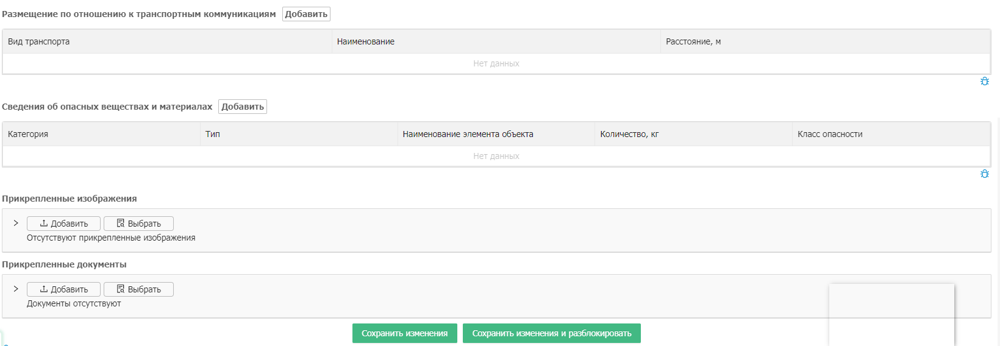 Размещение по отношению к транспортным коммуникациям Добавить
Вид транспорта Наименование Расстояние, м
Нет данных
Сведения об опасных веществах и материалах Добавить
Категория Тип Наименование элемента объекта Количество, кг Класс опасности
Нет данных
Прикрепленные изображения
Добавить Выбрать
Отсутствуют прикрепленные изображения
Прикрепленные документы
Добавить Выбрать
Документы отсутствуют
Сохранить изменения Сохранить изменения и разблокировать